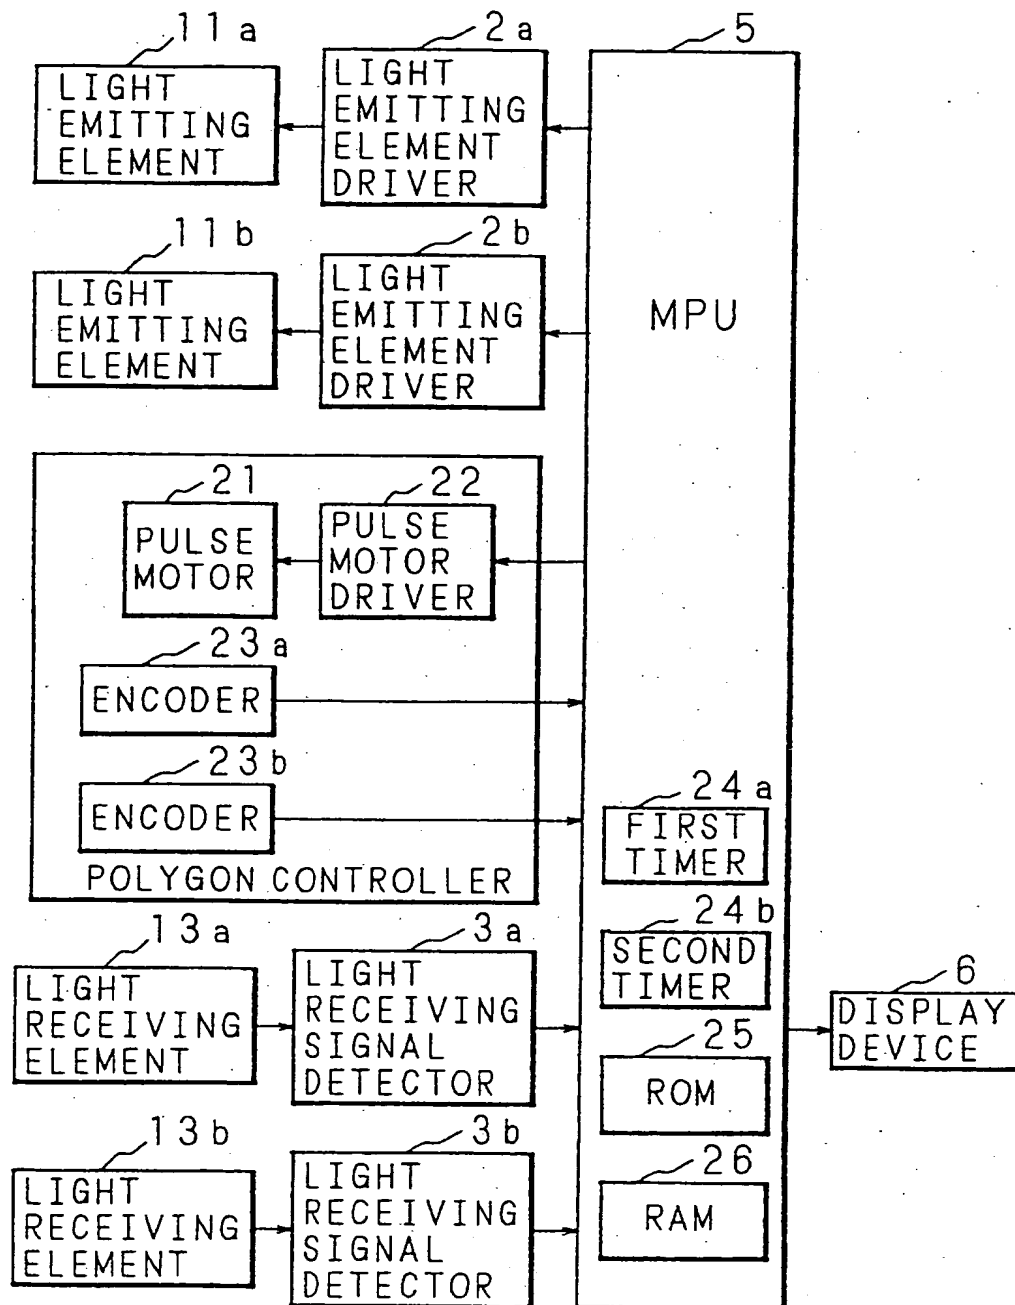 11a
2a
5
LIGHT
EMITTING
ELEMENT
LIGHT
EMITTING
ELEMENT
DRIVER
11b
2b
LIGHT
EMITTING
ELEMENT
LIGHT
EMITTING
ELEMENT
DRIVER
MPU
21
22
PULSE
MOTOR
PULSE
MOTOR
DRIVER
23a
ENCODER
23b
ENCODER
POLYGON CONTROLLER
24a
FIRST
TIMER
24b
SECOND
TIMER
13a
3a
LIGHT
RECEIVING
ELEMENT
LIGHT
RECEIVING
SIGNAL
DETECTOR
6
DISPLAY
DEVICE
25
ROM
13b
3b
LIGHT
RECEIVING
ELEMENT
LIGHT
RECEIVING
SIGNAL
DETECTOR
26
RAM